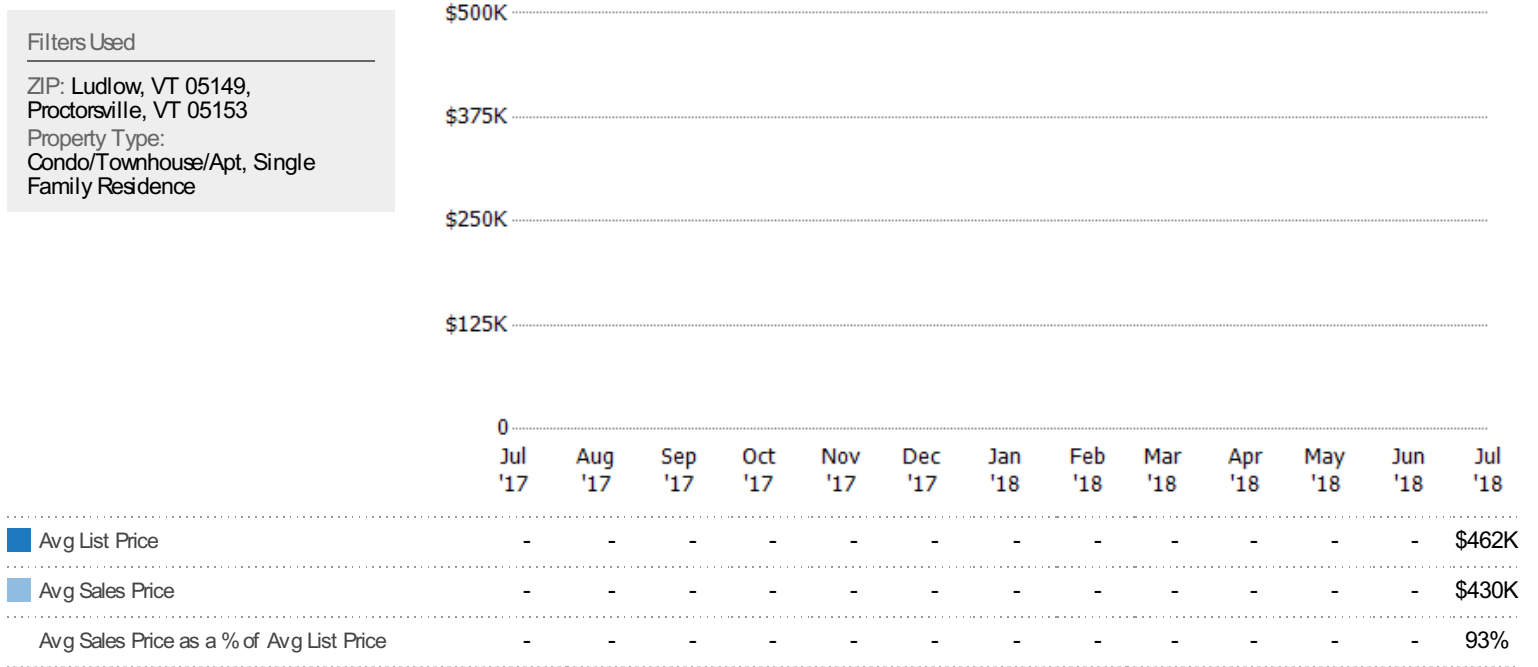 Filters Used
ZIP: Ludlow, VT 05149,
Proctorsville, VT 05153
Property Type:
Condo/Townhouse/Apt, Single
Family Residence
$500K
$375K
$250K
$125K
0
Jul Aug Sep Oct Nov Dec Jan Feb Mar Apr May Jun Jul
'17 '17 '17 '17 '17 '17 '18 '18 '18 '18 '18 '18 '18
Avg List Price - - - - - - - - - - - - $462K
Avg Sales Price - - - - - - - - - - - - $430K
Avg Sales Price as a % of Avg List Price - - - - - - - - - - - - 93%